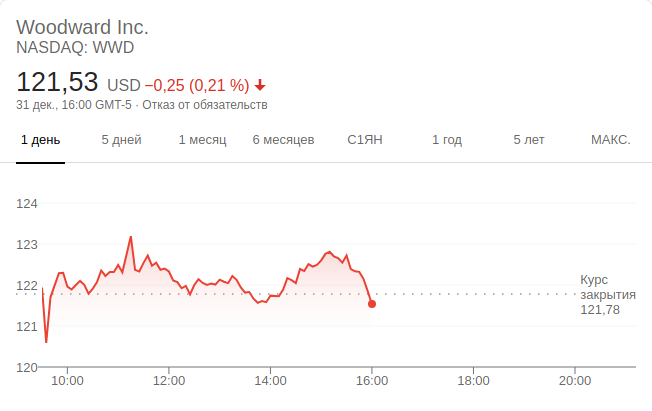 Woodward Inc.
NASDAQ: WWD
121,53 USD −0,25 (0,21 %)
31 дек., 16:00 GMT-5 · Отказ от обязательств
1 день 5 дней 1 месяц 6 месяцев С1ЯН 1 год 5 лет МАКС.
124
123
122
121
120
Курс
закрытия
121,78
10:00 12:00 14:00 16:00 18:00 20:00